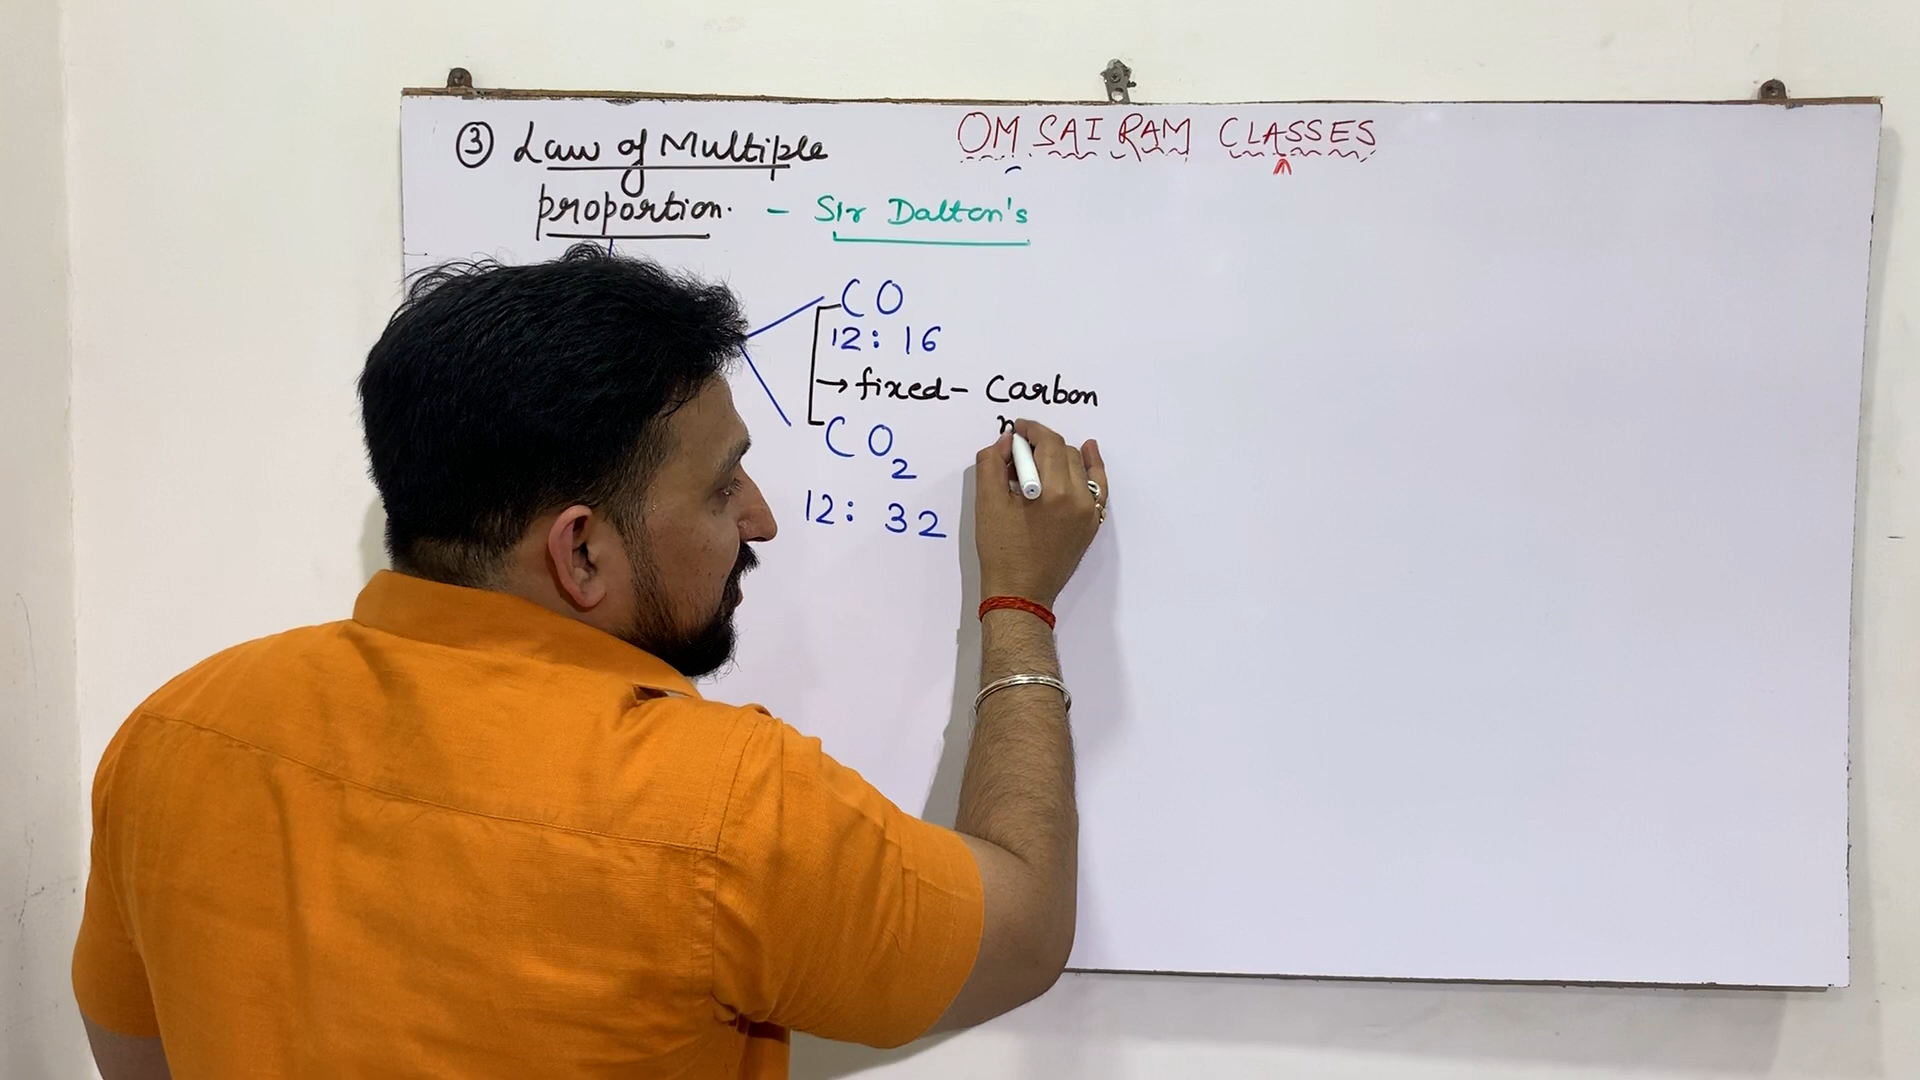 ③ Law of Multiple
proportion. - Sir Dalton's
OM SAI RAM CLASSES
CO
12: 16
→ fixed- Carbon
CO2
12: 32